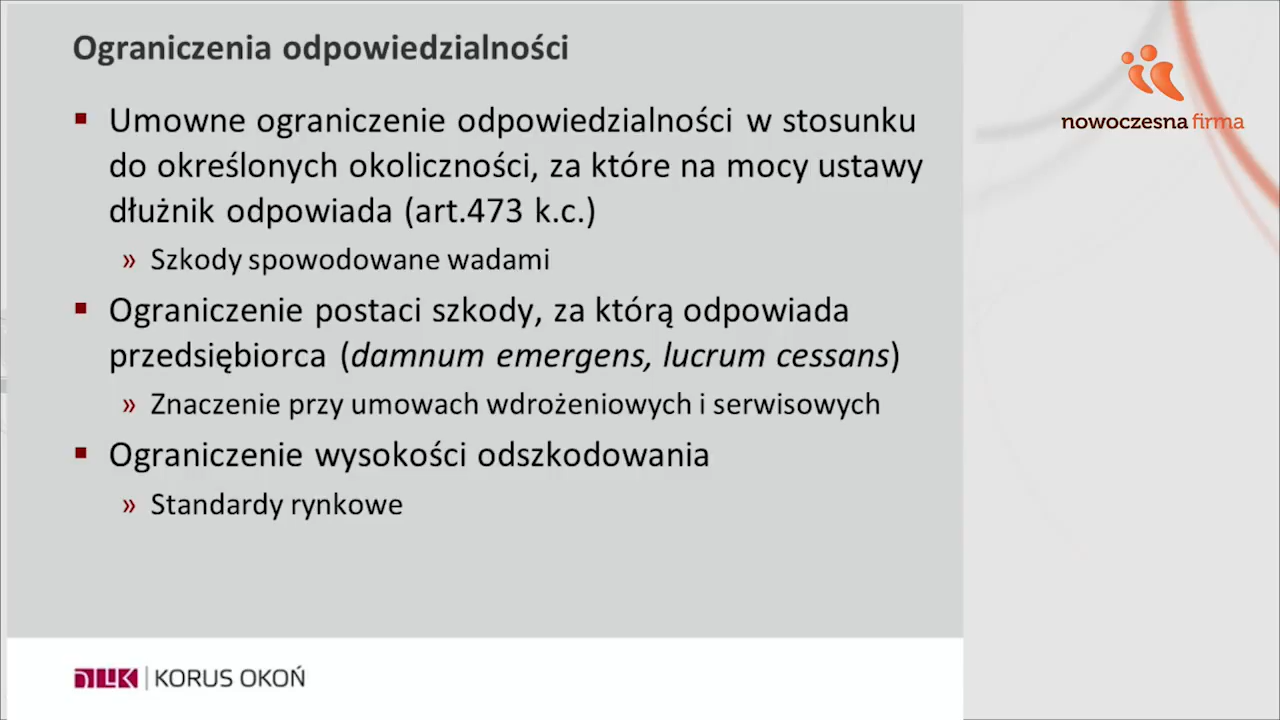 Ograniczenia odpowiedzialności
▪ Umowne ograniczenie odpowiedzialności w stosunku
do określonych okoliczności, za które na mocy ustawy
dłużnik odpowiada (art.473 k.c.)
» Szkody spowodowane wadami
▪ Ograniczenie postaci szkody, za którą odpowiada
przedsiębiorca (damnum emergens, lucrum cessans)
» Znaczenie przy umowach wdrożeniowych i serwisowych
▪ Ograniczenie wysokości odszkodowania
» Standardy rynkowe
KORUS OKOŃ
nowoczesna firma